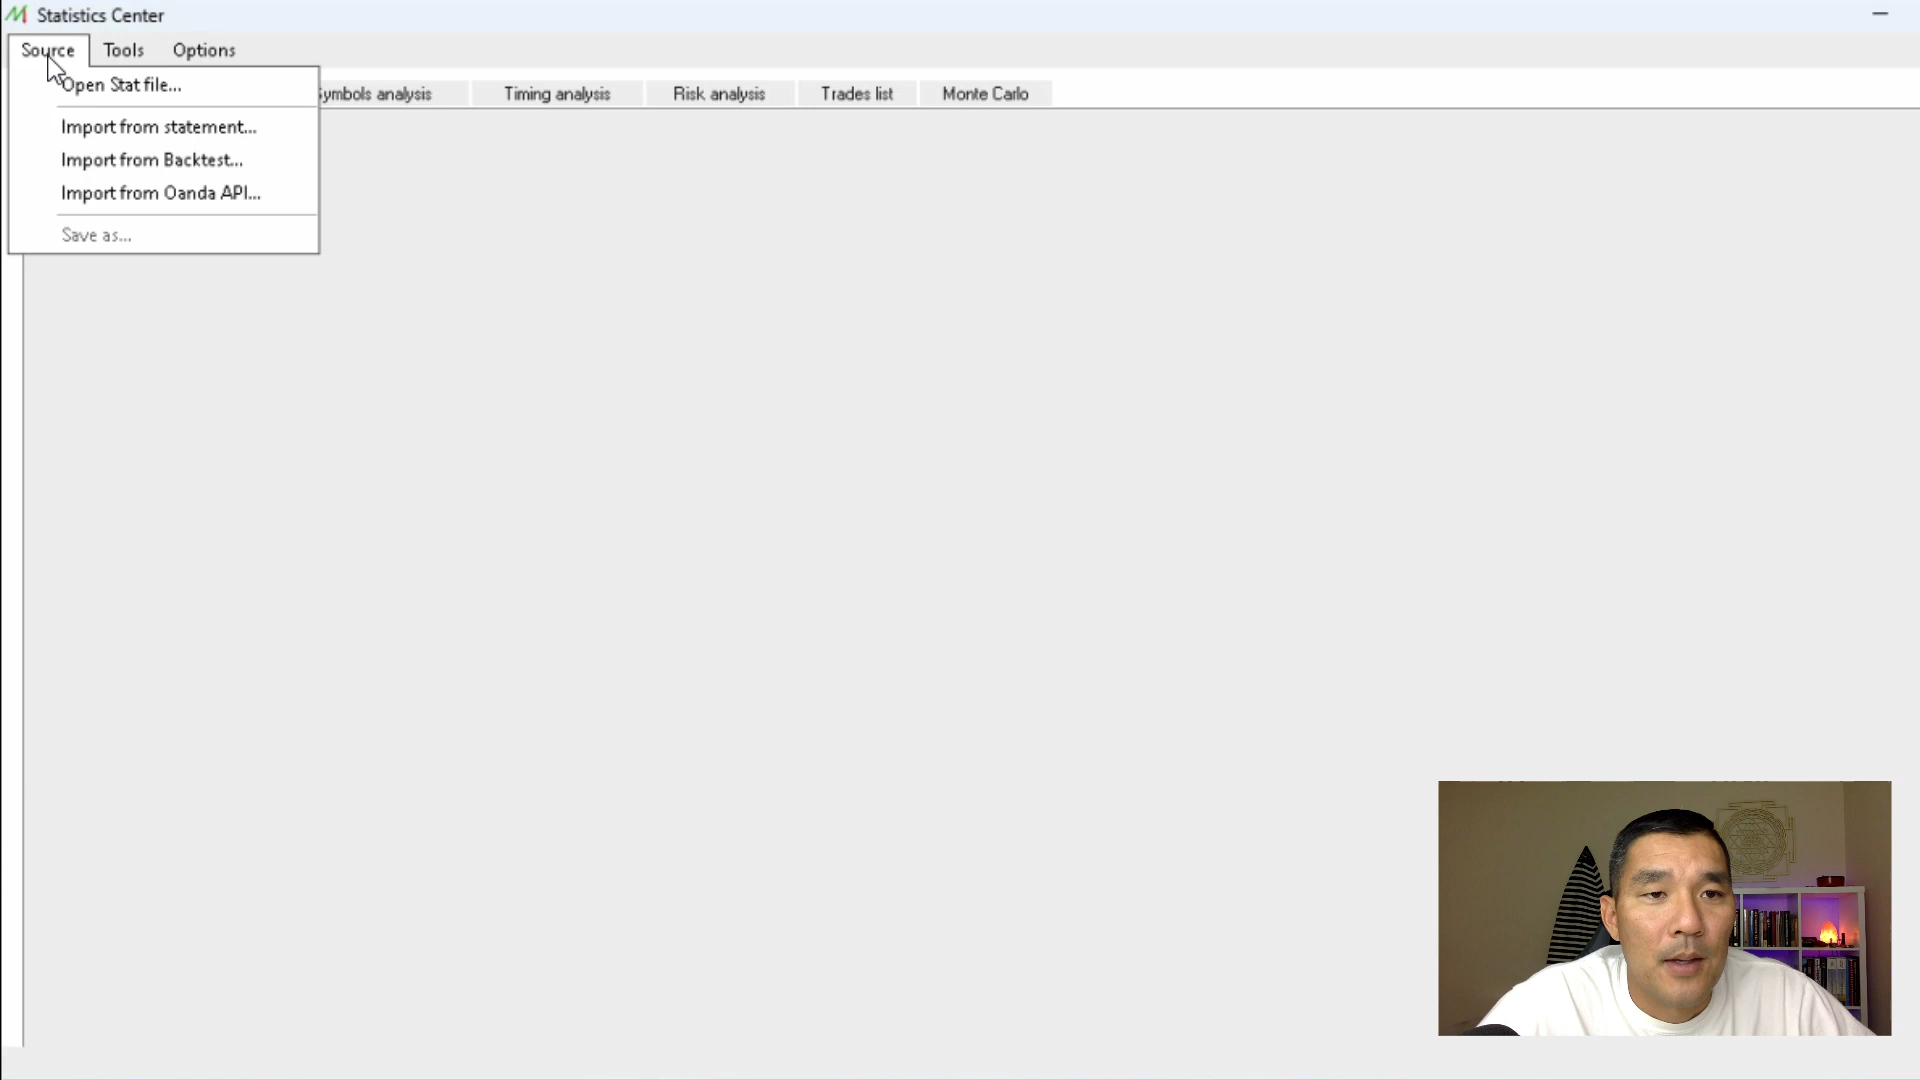 Statistics Center
Source Tools Options
Open Stat file...
Symbols analysis Timing analysis Risk analysis Trades list Monte Carlo
Import from statement...
Import from Backtest...
Import from Oanda API...
Save as...